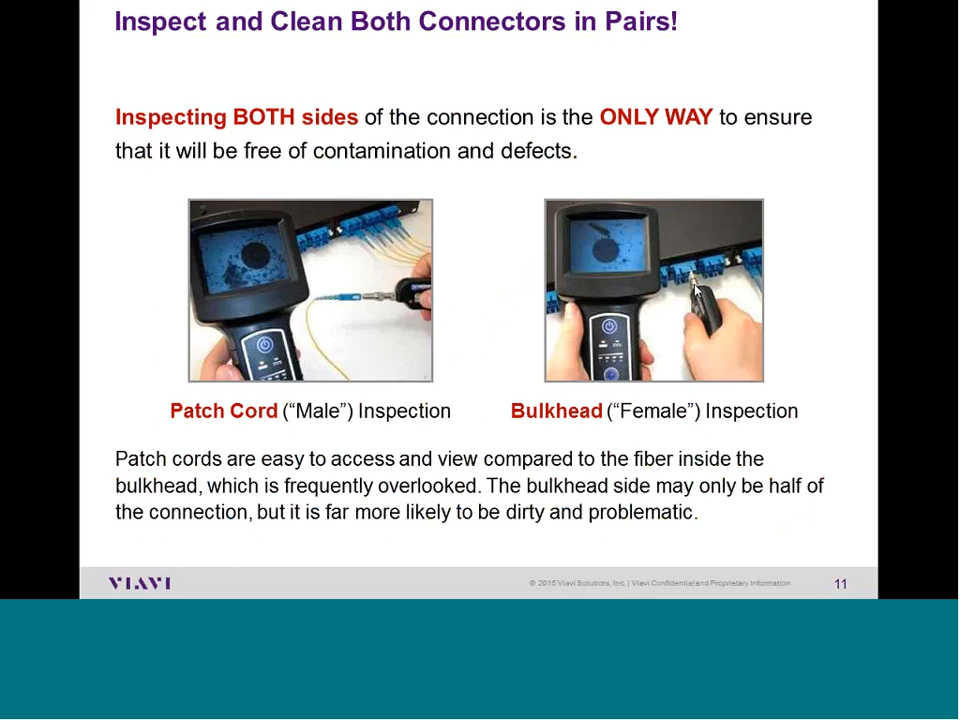 Inspect and Clean Both Connectors in Pairs!
Inspecting BOTH sides of the connection is the ONLY WAY to ensure
that it will be free of contamination and defects.
Patch Cord (“Male”) Inspection
Bulkhead (“Female”) Inspection
Patch cords are easy to access and view compared to the fiber inside the
bulkhead, which is frequently overlooked. The bulkhead side may only be half of
the connection, but it is far more likely to be dirty and problematic.
VIAVI
© 2015 Viavi Solutions, Inc. | Viavi Confidential and Proprietary Information
11